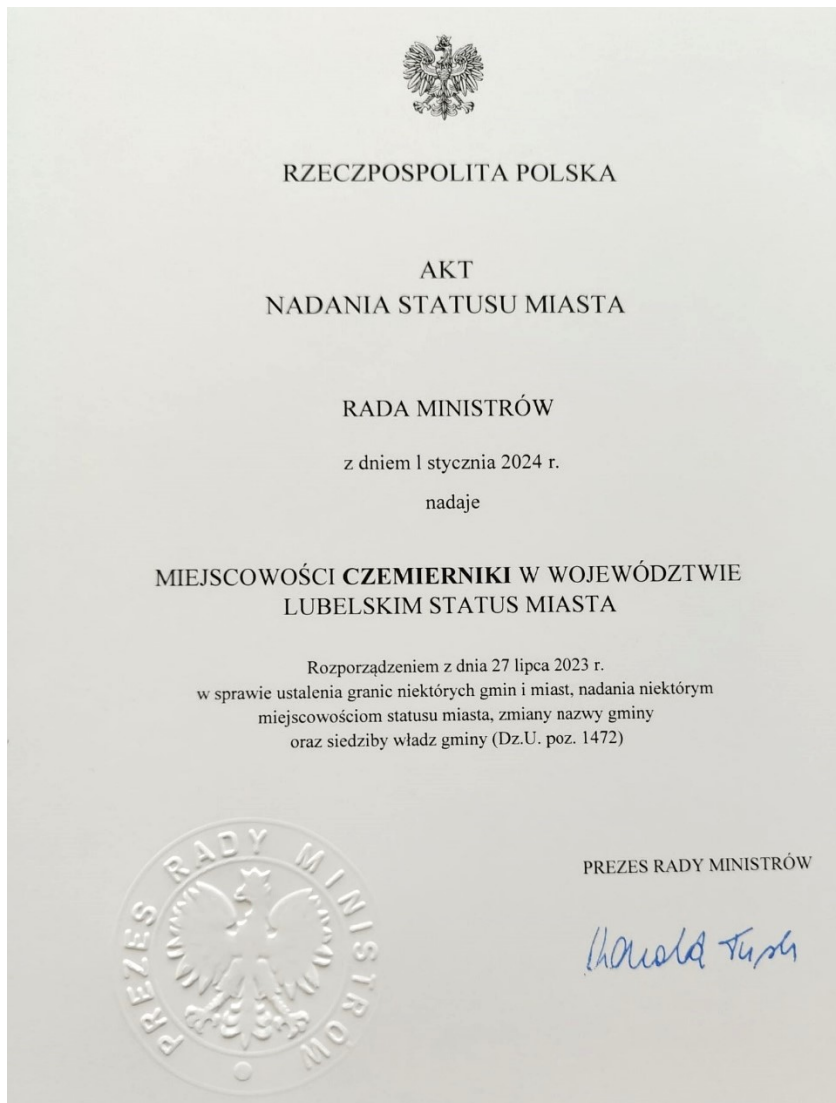 RZECZPOSPOLITA POLSKA
AKT
NADANIA STATUSU MIASTA
RADA MINISTRÓW
z dniem 1 stycznia 2024 r.
nadaje
MIEJSCOWOŚCI CZEMIERNIKI W WOJEWÓDZTWIE
LUBELSKIM STATUS MIASTA
Rozporządzeniem z dnia 27 lipca 2023 r.
w sprawie ustalenia granic niektórych gmin i miast, nadania niektórym
miejscowościom statusu miasta, zmiany nazwy gminy
oraz siedziby władz gminy (Dz.U. poz. 1472)
PREZES RADY MINISTRÓW
PREZES RADY MINISTRÓW
Donald Tusk